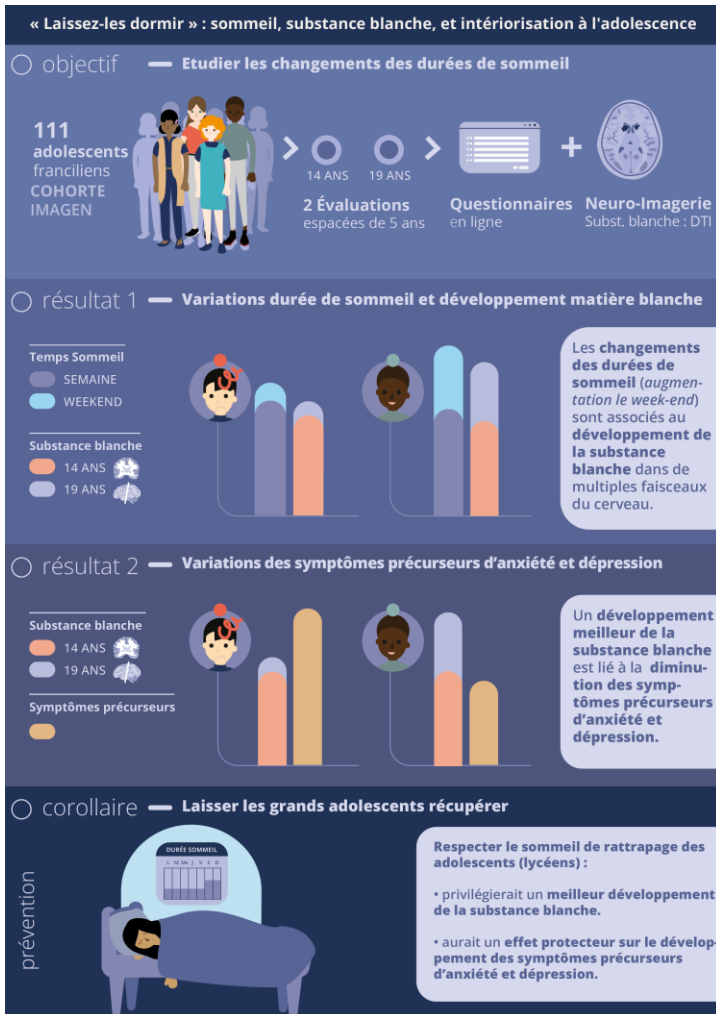 « Laissez-les dormir » : sommeil, substance blanche, et intériorisation à l'adolescence
objectif
Etudier les changements des durées de sommeil
111
adolescents
franciliens
COHORTE
IMAGEN
14 ANS
19 ANS
2 Évaluations
espacées de 5 ans
Questionnaires
en ligne
+
Neuro-Imagerie
Subst. blanche : DTI
résultat 1
Variations durée de sommeil et développement matière blanche
Temps Sommeil
SEMAINE
WEEKEND
Substance blanche
14 ANS
19 ANS
Les changements
des durées de
sommeil (augmen-
tation le week-end)
sont associés au
développement de
la substance
blanche dans de
multiples faisceaux
du cerveau.
résultat 2
Variations des symptômes précurseurs d’anxiété et dépression
Substance blanche
14 ANS
19 ANS
Symptômes précurseurs
Un développement
meilleur de la
substance blanche
est lié à la diminu-
tion des symp-
tômes précurseurs
d’anxiété et
dépression.
corollaire
Laisser les grands adolescents récupérer
prévention
DURÉE SOMMEIL
L M Me J V S D
Respecter le sommeil de rattrapage des
adolescents (lycéens) :
• privilégierait un meilleur développement
de la substance blanche.
• aurait un effet protecteur sur le dévelop-
pement des symptômes précurseurs
d’anxiété et dépression.